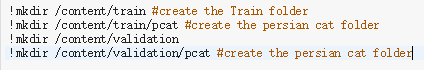 !mkdir /content/train #create the Train folder
!mkdir /content/train/pcat #create the persian cat folder
!mkdir /content/validation
!mkdir /content/validation/pcat #create the persian cat folder